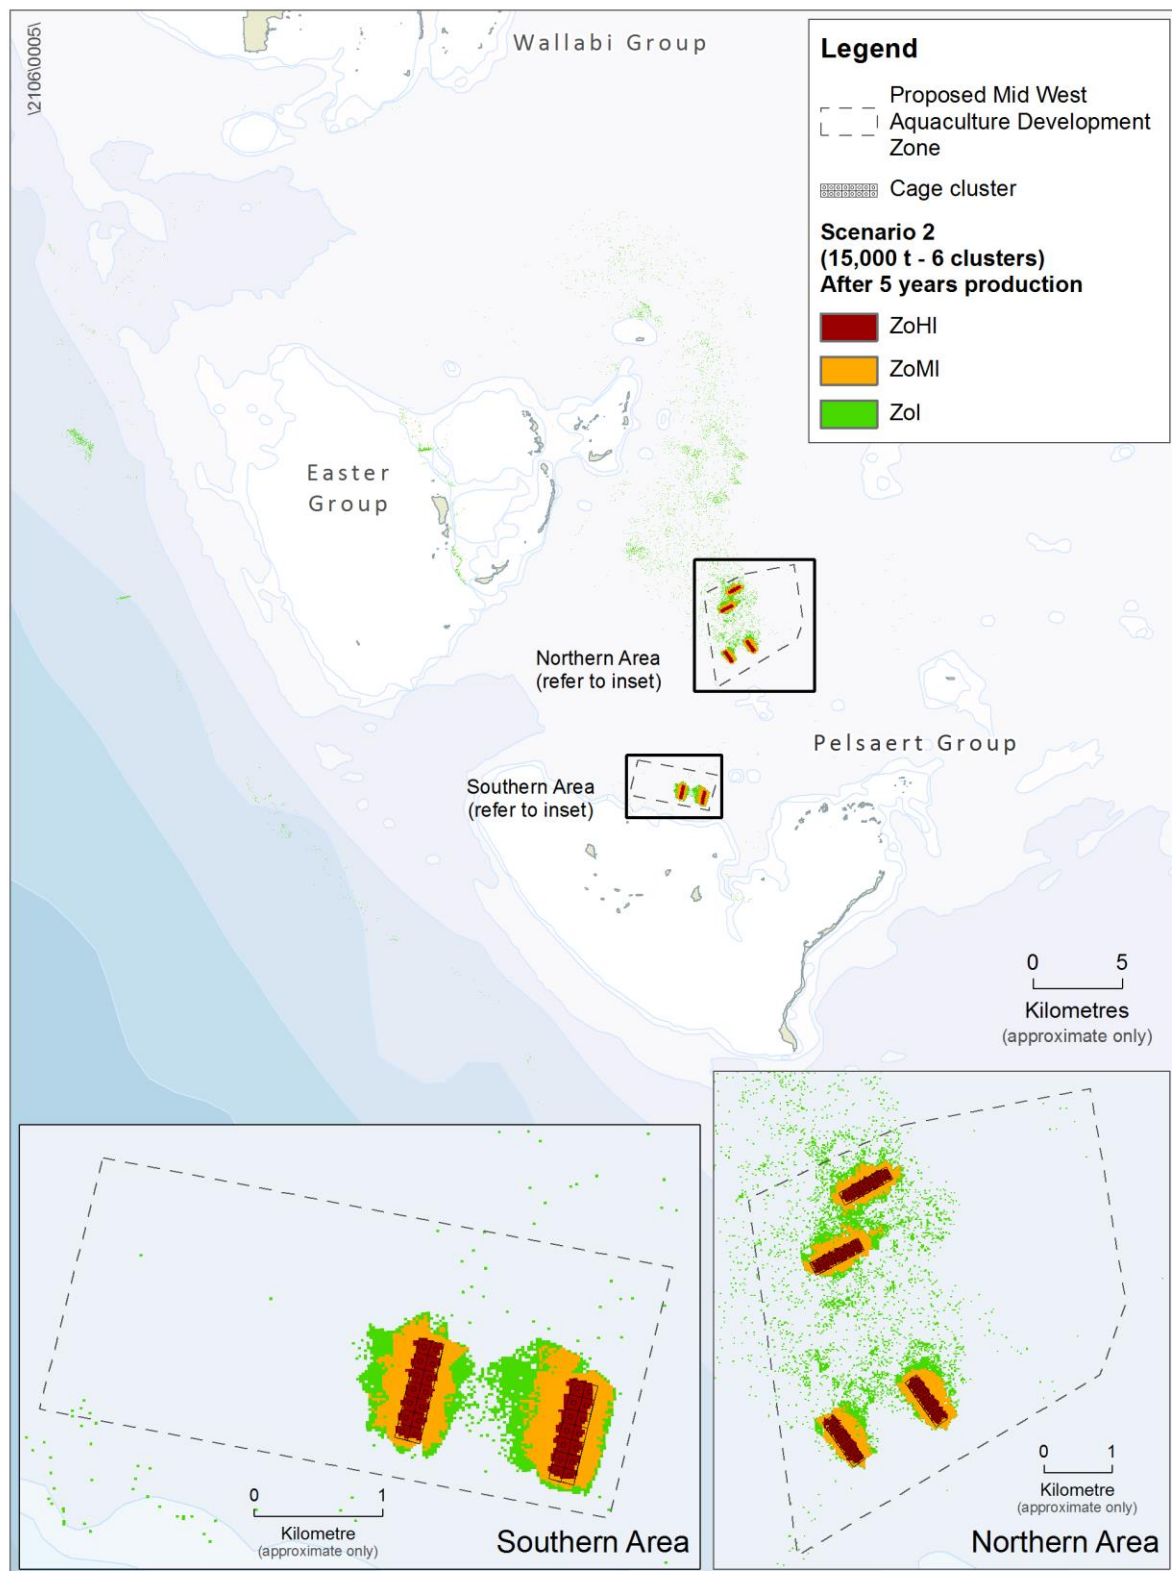 \2106\0005\
Wallabi Group
Legend
Proposed Mid West
Aquaculture Development
Zone
Cage cluster
Scenario 2
(15,000 t - 6 clusters)
After 5 years production
ZoHI
ZoMI
ZoI
Easter
Group
Northern Area
(refer to inset)
Pelsaert Group
Southern Area
(refer to inset)
0 5
Kilometres
(approximate only)
0 1
Kilometre
(approximate only)
Southern Area
0 1
Kilometre
(approximate only)
Northern Area